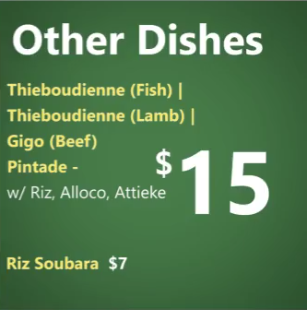 Other Dishes
Thieboudienne (Fish) |
Thieboudienne (Lamb) |
Gigo (Beef)
Pintade -
w/ Riz, Alloco, Attieke
$15
Riz Soubara $7